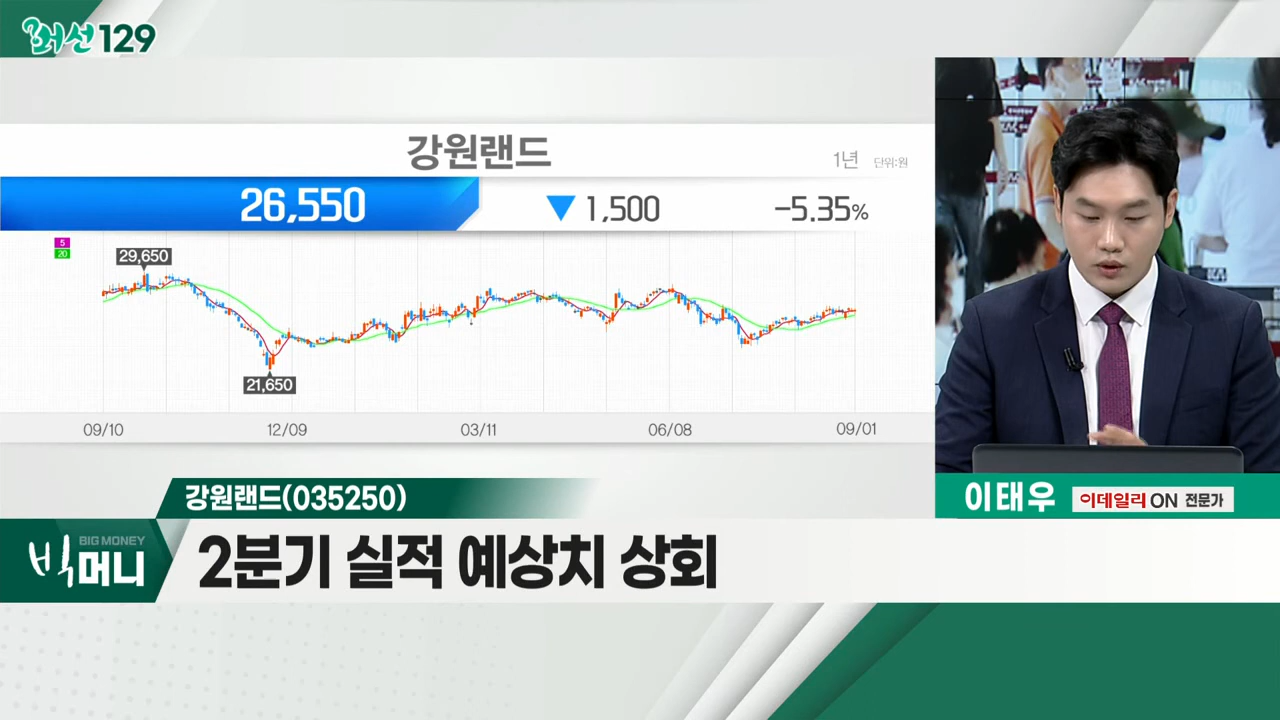 최선129
강원랜드
1년 단위:원
26,550 ▼1,500 -5.35%
5
20
29,650
21,650
09/10 12/09 03/11 06/08 09/01
이태우 이데일리ON 전문가
강원랜드(035250)
BIG MONEY
빅머니
2분기 실적 예상치 상회